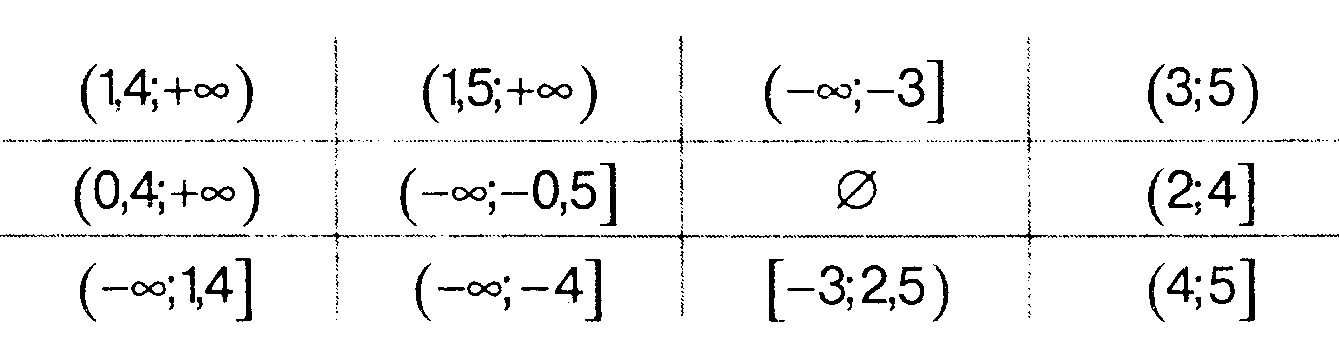 (1,4;+∞) (1,5;+∞) (−∞;−3] (3;5)
(0,4;+∞) (−∞;−0,5] ∅ (2;4]
(−∞;1,4] (−∞;−4] [−3;2,5) (4;5]